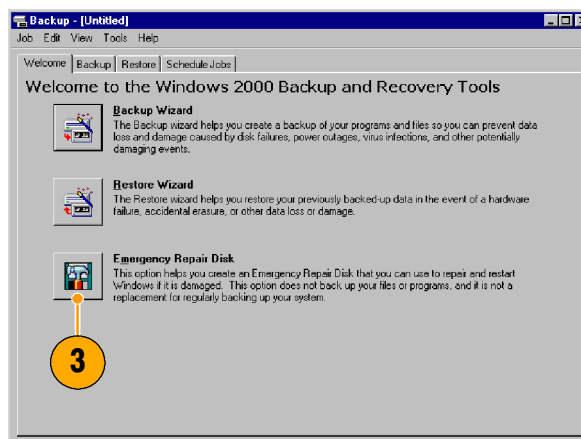 Backup - [Untitled]
Job Edit View Tools Help
Welcome Backup Restore Schedule Jobs
Welcome to the Windows 2000 Backup and Recovery Tools
Backup Wizard
The Backup wizard helps you create a backup of your programs and files so you can prevent data
loss and damage caused by disk failures, power outages, virus infections, and other potentially
damaging events.
Restore Wizard
The Restore wizard helps you restore your previously backed-up data in the event of a hardware
failure, accidental erasure, or other data loss or damage.
Emergency Repair Disk
This option helps you create an Emergency Repair Disk that you can use to repair and restart
Windows if it is damaged. This option does not back up your files or programs, and it is not a
replacement for regularly backing up your system.
3